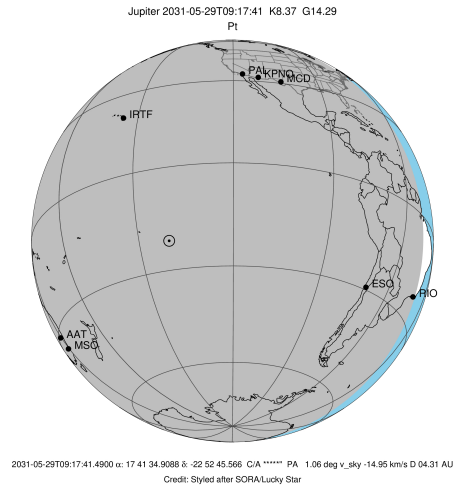 Jupiter 2031-05-29T09:17:41 K8.37 G14.29
Pt
PAL
KPNO
MCD
IRTF
ESO
RIO
AAT
MSO
2031-05-29T09:17:41.4900 α: 17 41 34.9088 δ: -22 52 45.566 C/A *****" PA 1.06 deg v_sky -14.95 km/s D 04.31 AU
Credit: Styled after SORA/Lucky Star